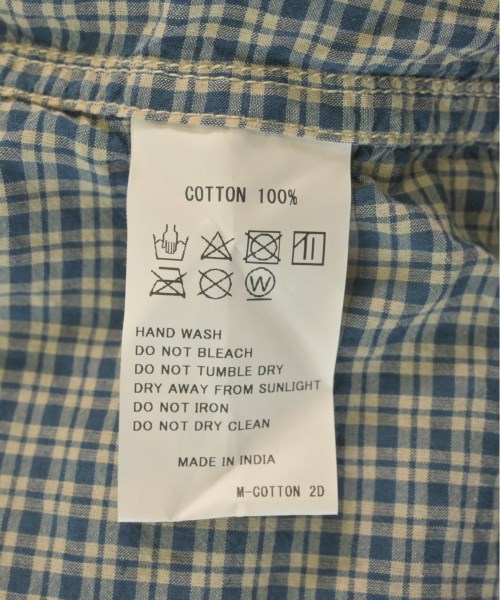 COTTON 100%
W
HAND WASH
DO NOT BLEACH
DO NOT TUMBLE DRY
DRY AWAY FROM SUNLIGHT
DO NOT IRON
DO NOT DRY CLEAN
MADE IN INDIA
M-COTTON 2D